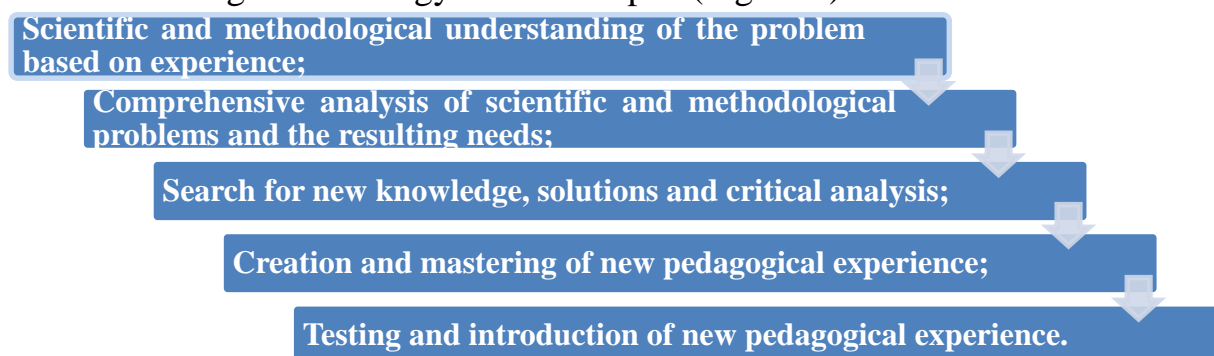 Scientific and methodological understanding of the problem
based on experience;
Comprehensive analysis of scientific and methodological
problems and the resulting needs;
Search for new knowledge, solutions and critical analysis;
Creation and mastering of new pedagogical experience;
Testing and introduction of new pedagogical experience.